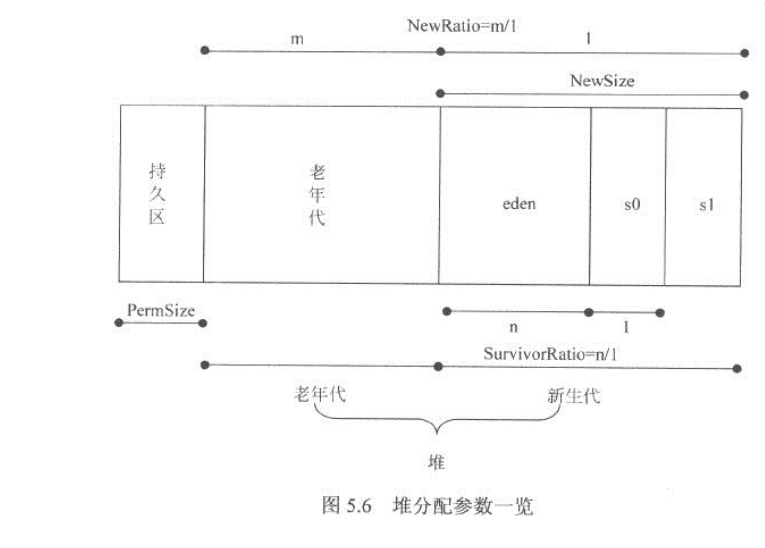 NewRatio=m/1
m
1
NewSize
持久区
老年代
eden
s0
s1
PermSize
n
1
SurvivorRatio=n/1
老年代
新生代
堆
图 5.6 堆分配参数一览